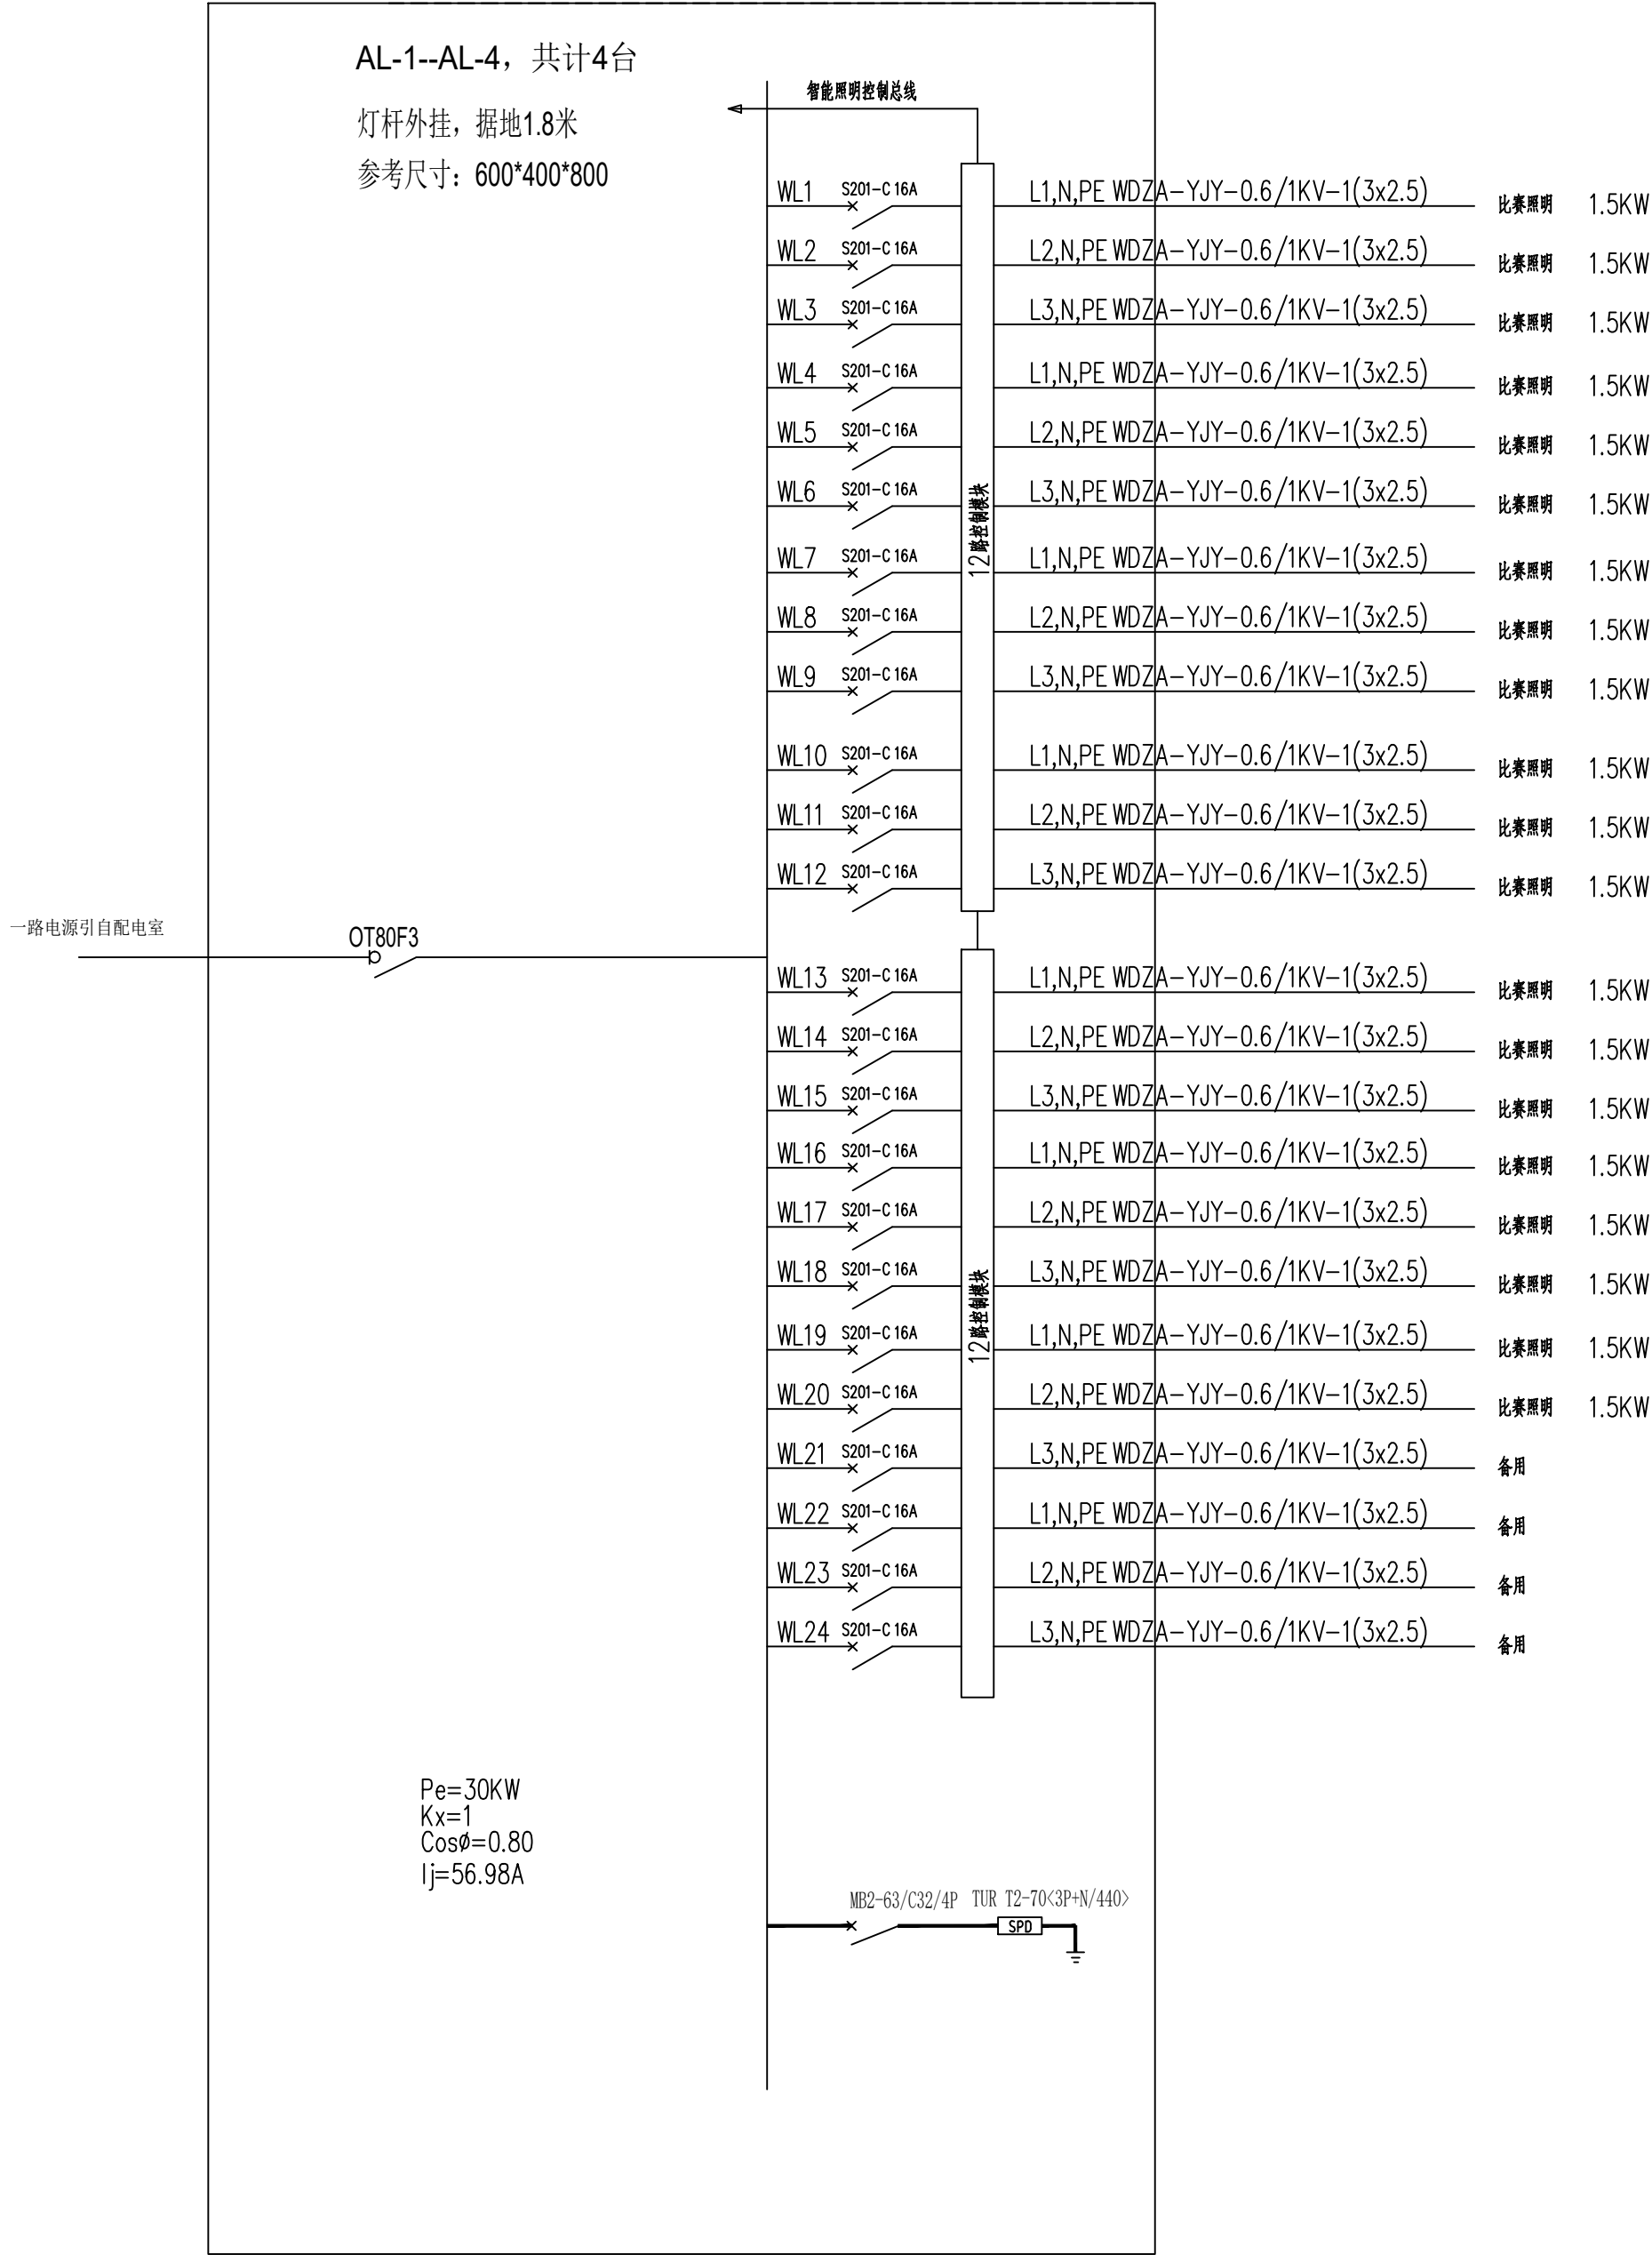 AL-1--AL-4，共计4台
灯杆外挂，据地1.8米
参考尺寸：600*400*800
智能照明控制总线
WL1 S201-C 16A L1,N,PE WDZA-YJY-0.6/1KV-1(3x2.5) 比赛照明 1.5KW
WL2 S201-C 16A L2,N,PE WDZA-YJY-0.6/1KV-1(3x2.5) 比赛照明 1.5KW
WL3 S201-C 16A L3,N,PE WDZA-YJY-0.6/1KV-1(3x2.5) 比赛照明 1.5KW
WL4 S201-C 16A L1,N,PE WDZA-YJY-0.6/1KV-1(3x2.5) 比赛照明 1.5KW
WL5 S201-C 16A L2,N,PE WDZA-YJY-0.6/1KV-1(3x2.5) 比赛照明 1.5KW
WL6 S201-C 16A L3,N,PE WDZA-YJY-0.6/1KV-1(3x2.5) 比赛照明 1.5KW
12路控制模块
WL7 S201-C 16A L1,N,PE WDZA-YJY-0.6/1KV-1(3x2.5) 比赛照明 1.5KW
WL8 S201-C 16A L2,N,PE WDZA-YJY-0.6/1KV-1(3x2.5) 比赛照明 1.5KW
WL9 S201-C 16A L3,N,PE WDZA-YJY-0.6/1KV-1(3x2.5) 比赛照明 1.5KW
WL10 S201-C 16A L1,N,PE WDZA-YJY-0.6/1KV-1(3x2.5) 比赛照明 1.5KW
WL11 S201-C 16A L2,N,PE WDZA-YJY-0.6/1KV-1(3x2.5) 比赛照明 1.5KW
WL12 S201-C 16A L3,N,PE WDZA-YJY-0.6/1KV-1(3x2.5) 比赛照明 1.5KW
一路电源引自配电室
OT80F3
WL13 S201-C 16A L1,N,PE WDZA-YJY-0.6/1KV-1(3x2.5) 比赛照明 1.5KW
WL14 S201-C 16A L2,N,PE WDZA-YJY-0.6/1KV-1(3x2.5) 比赛照明 1.5KW
WL15 S201-C 16A L3,N,PE WDZA-YJY-0.6/1KV-1(3x2.5) 比赛照明 1.5KW
WL16 S201-C 16A L1,N,PE WDZA-YJY-0.6/1KV-1(3x2.5) 比赛照明 1.5KW
WL17 S201-C 16A L2,N,PE WDZA-YJY-0.6/1KV-1(3x2.5) 比赛照明 1.5KW
WL18 S201-C 16A L3,N,PE WDZA-YJY-0.6/1KV-1(3x2.5) 比赛照明 1.5KW
12路控制模块
WL19 S201-C 16A L1,N,PE WDZA-YJY-0.6/1KV-1(3x2.5) 比赛照明 1.5KW
WL20 S201-C 16A L2,N,PE WDZA-YJY-0.6/1KV-1(3x2.5) 比赛照明 1.5KW
WL21 S201-C 16A L3,N,PE WDZA-YJY-0.6/1KV-1(3x2.5) 备用
WL22 S201-C 16A L1,N,PE WDZA-YJY-0.6/1KV-1(3x2.5) 备用
WL23 S201-C 16A L2,N,PE WDZA-YJY-0.6/1KV-1(3x2.5) 备用
WL24 S201-C 16A L3,N,PE WDZA-YJY-0.6/1KV-1(3x2.5) 备用
Pe=30KW
Kx=1
Cosø=0.80
Ij=56.98A
MB2-63/C32/4P TUR T2-70<3P+N/440>
SPD